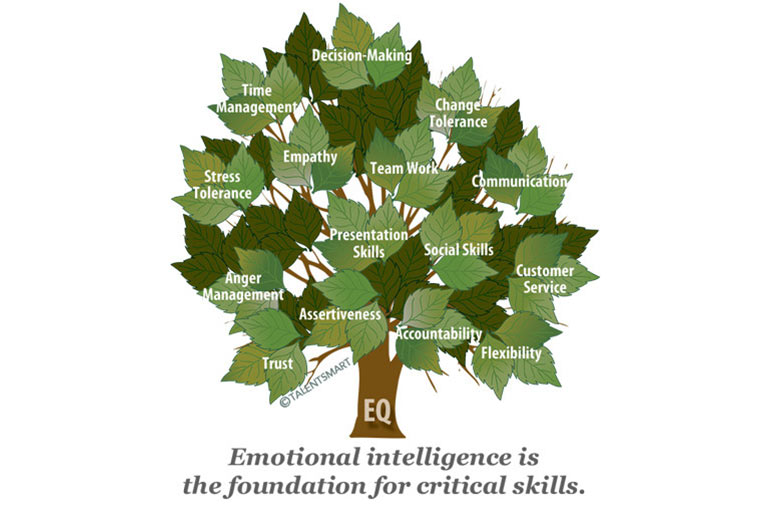 Decision-Making
Time
Management
Change
Tolerance
Empathy
Team Work
Stress
Tolerance
Communication
Presentation
Skills
Social Skills
Anger
Management
Customer
Service
Assertiveness
Accountability
Trust
Flexibility
©TALENTSMART
EQ
Emotional intelligence is
the foundation for critical skills.